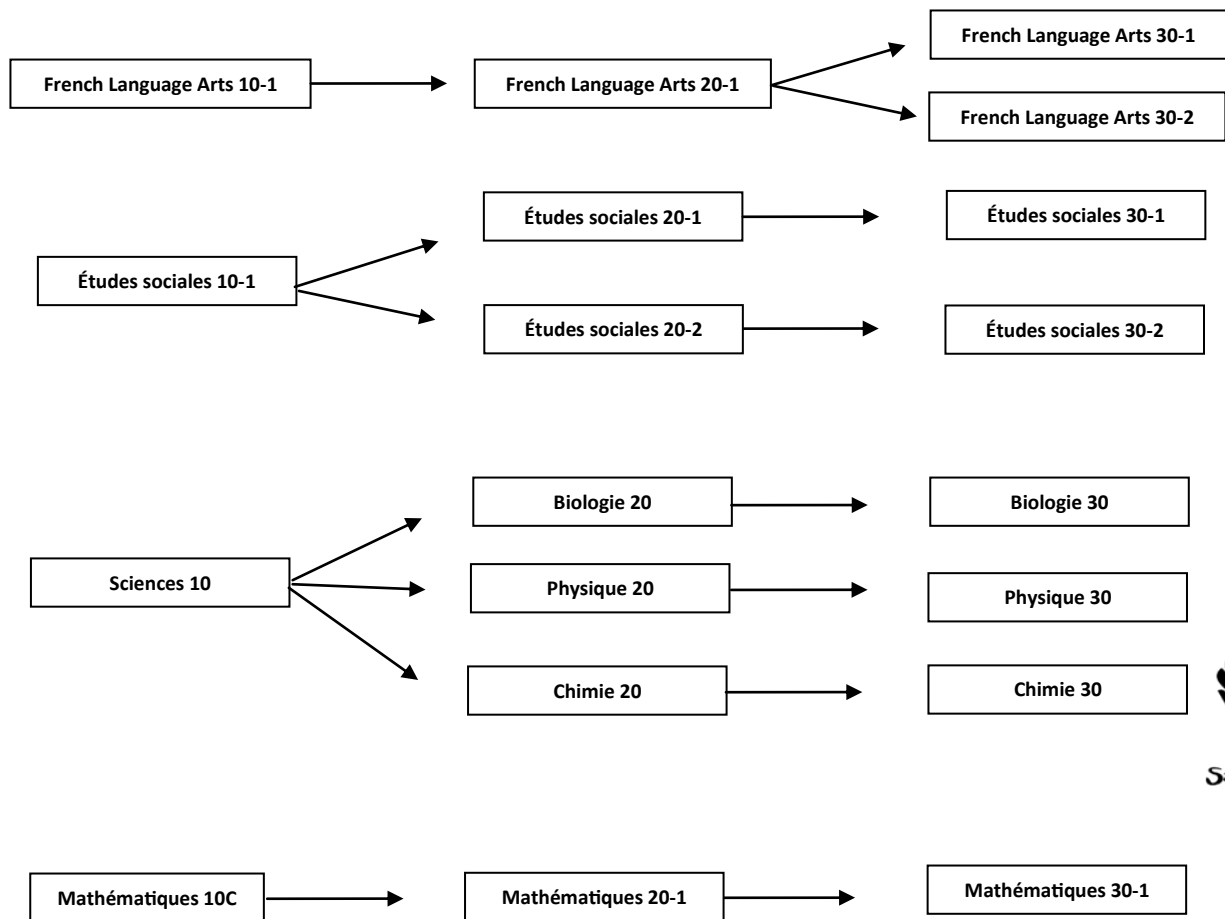 French Language Arts 30-1
French Language Arts 10-1
French Language Arts 20-1
French Language Arts 30-2
Études sociales 20-1
Études sociales 30-1
Études sociales 10-1
Études sociales 20-2
Études sociales 30-2
Biologie 20
Biologie 30
Sciences 10
Physique 20
Physique 30
Chimie 20
Chimie 30
Mathématiques 10C
Mathématiques 20-1
Mathématiques 30-1